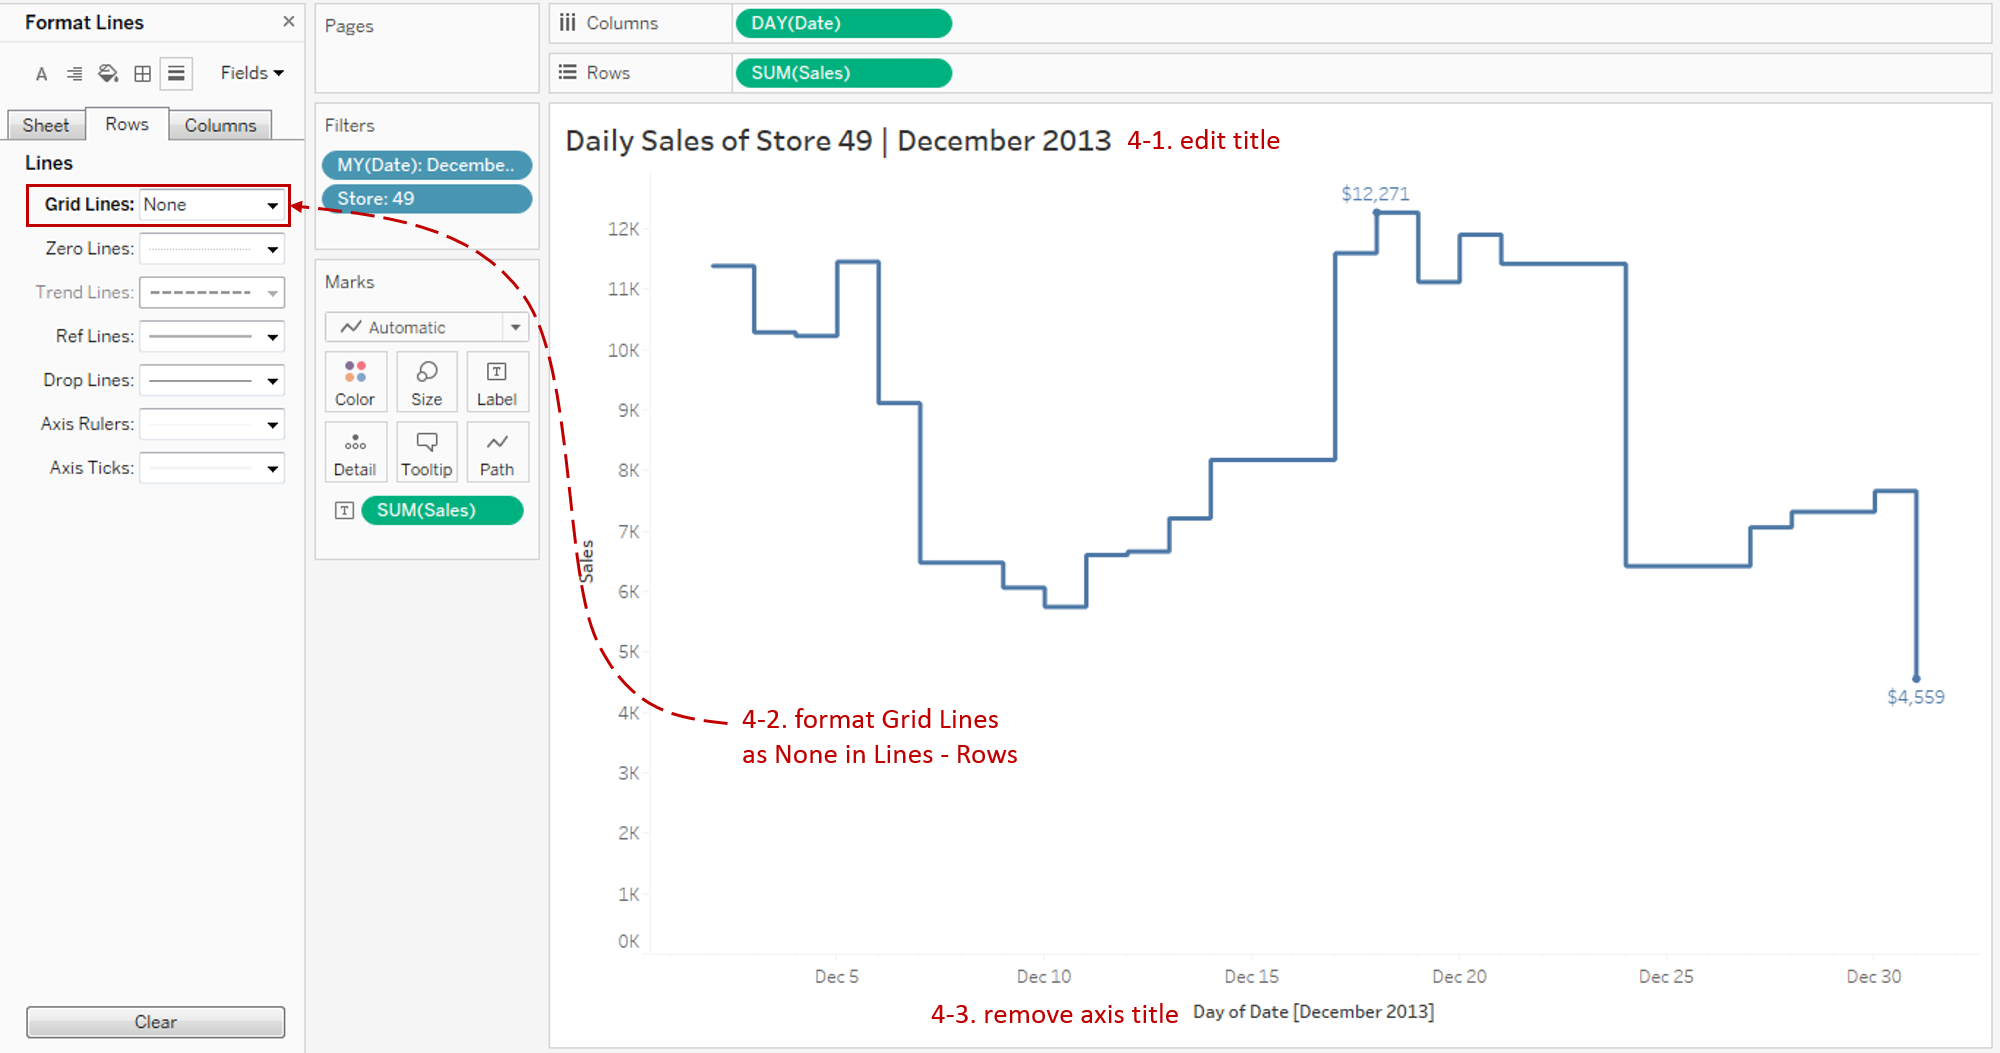 Format Lines
Fields
Sheet
Rows
Columns
Lines
Grid Lines: None
Zero Lines:
Trend Lines:
Ref Lines:
Drop Lines:
Axis Rulers:
Axis Ticks:
Clear
Pages
Filters
MY(Date): Decembe..
Store: 49
Marks
Automatic
Color
Size
Label
Detail
Tooltip
Path
SUM(Sales)
Columns
DAY(Date)
Rows
SUM(Sales)
Daily Sales of Store 49 | December 2013
4-1. edit title
$12,271
12K
11K
10K
9K
8K
7K
6K
5K
4K
3K
2K
1K
0K
Sales
$4,559
4-2. format Grid Lines
as None in Lines - Rows
Dec 5
Dec 10
Dec 15
Dec 20
Dec 25
Dec 30
4-3. remove axis title
Day of Date [December 2013]